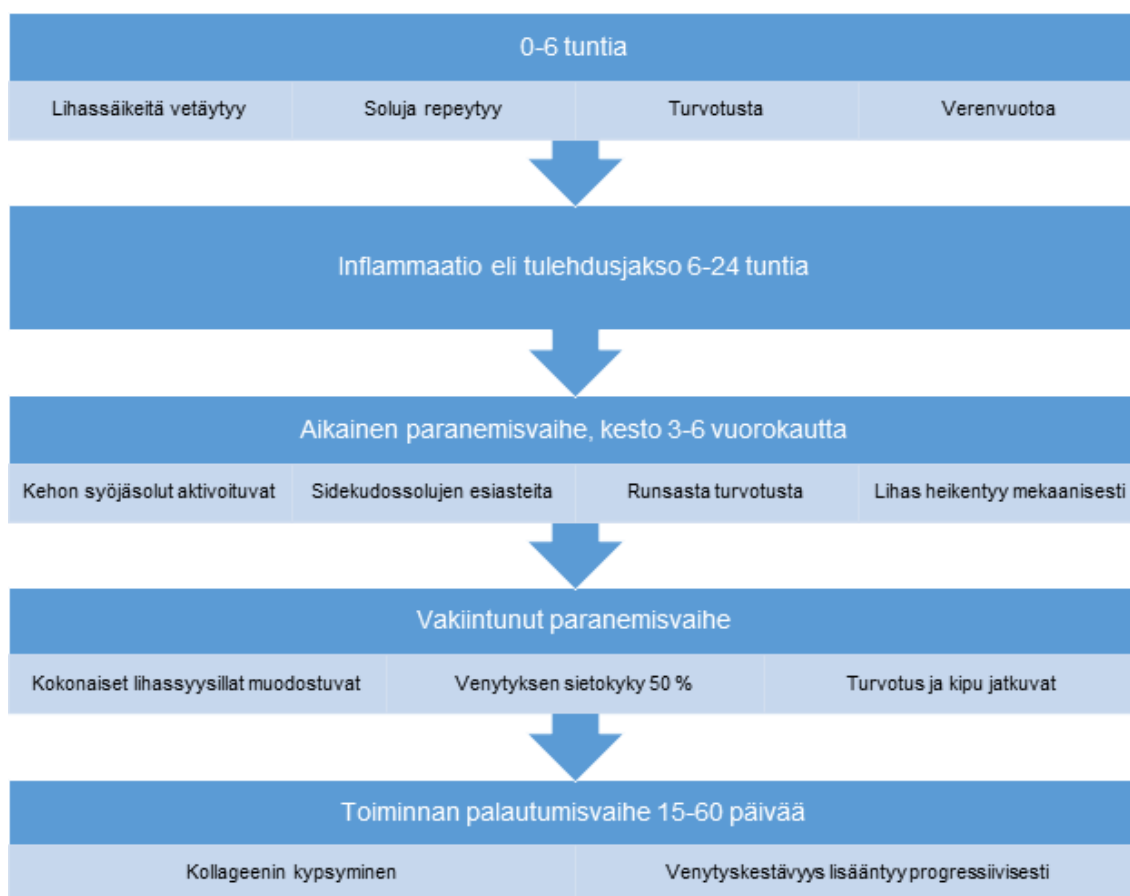 0-6 tuntia
Lihassäikeitä vetäytyy
Soluja repeytyy
Turvotusta
Verenvuotoa
Inflammaatio eli tulehdusjakso 6-24 tuntia
Aikainen paranemisvaihe, kesto 3-6 vuorokautta
Kehon syöjäsolut aktivoituvat
Sidekudossolujen esiasteita
Runsasta turvotusta
Lihas heikentyy mekaanisesti
Vakiintunut paranemisvaihe
Kokonaiset lihassyysillat muodostuvat
Venytyksen sietokyky 50 %
Turvotus ja kipu jatkuvat
Toiminnan palautumisvaihe 15-60 päivää
Kollageenin kypsyminen
Venytyskestävyys lisääntyy progressiivisesti